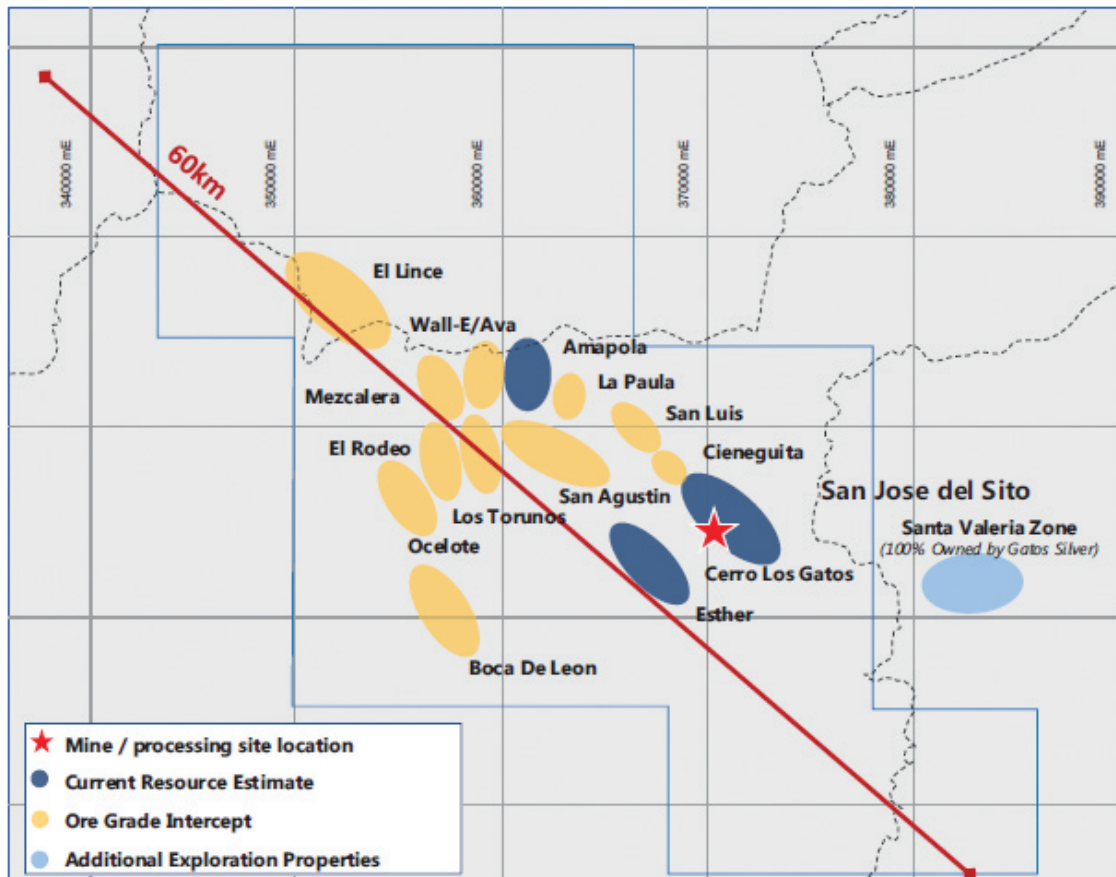 340000 mE
350000 mE
360000 mE
370000 mE
380000 mE
390000 mE
60km
El Lince
Wall-E/Ava
Amapola
La Paula
Mezcalera
San Luis
El Rodeo
Cieneguita
San Agustin
San Jose del Sito
Los Torunos
Santa Valeria Zone
(100% Owned by Gatos Silver)
Ocelote
Cerro Los Gatos
Esther
Boca De Leon
Mine / processing site location
Current Resource Estimate
Ore Grade Intercept
Additional Exploration Properties